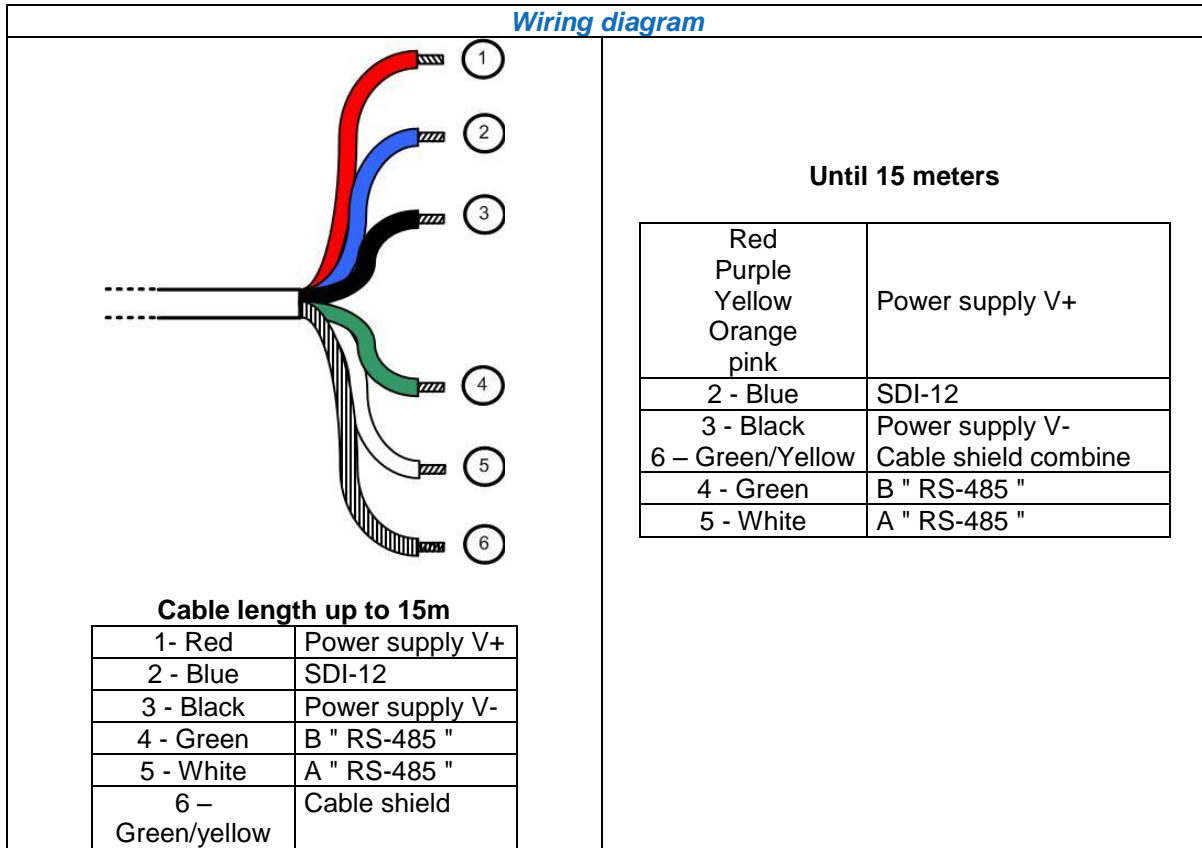 Wiring diagram
1
2
3
4
5
6
Cable length up to 15m
1- Red Power supply V+
2 - Blue SDI-12
3 - Black Power supply V-
4 - Green B " RS-485 "
5 - White A " RS-485 "
6 – Cable shield
Green/yellow
Until 15 meters
Red
Purple
Yellow Power supply V+
Orange
pink
2 - Blue SDI-12
3 - Black Power supply V-
6 – Green/Yellow Cable shield combine
4 - Green B " RS-485 "
5 - White A " RS-485 "